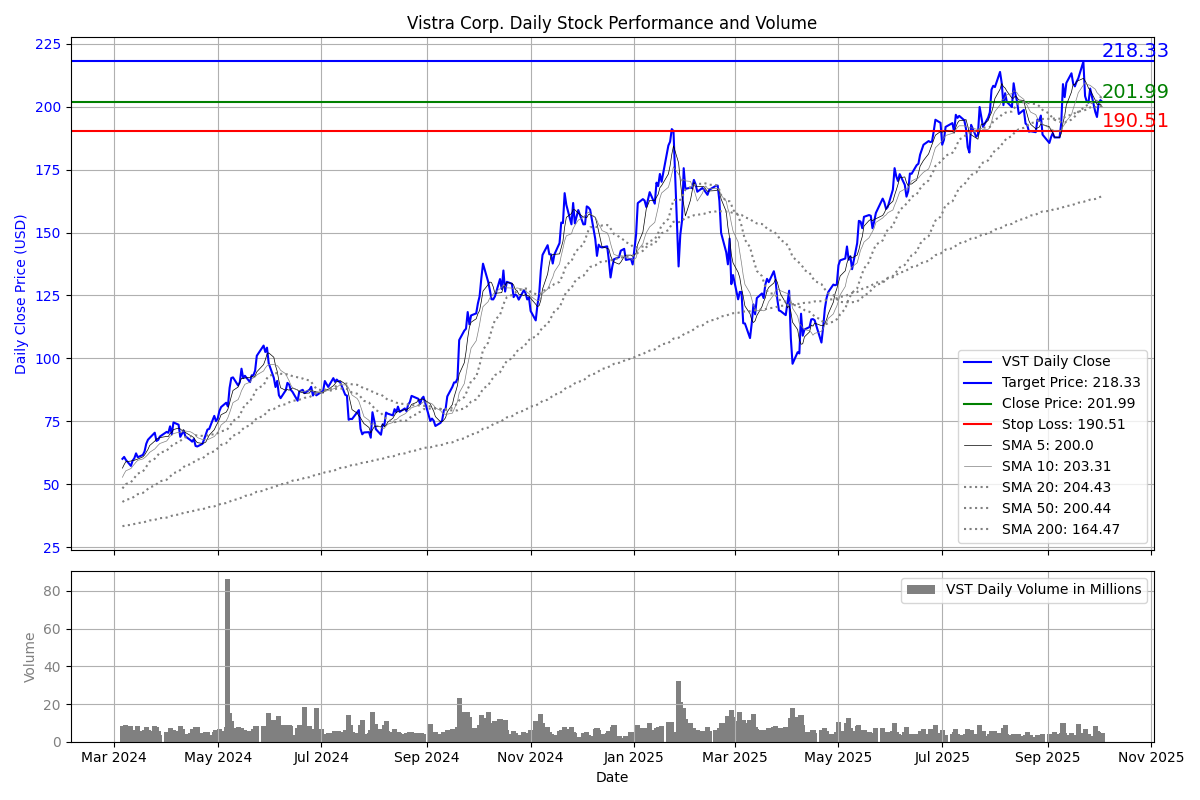 Vistra Corp. Daily Stock Performance and Volume
Daily Close Price (USD)
225
200
175
150
125
100
75
50
25
218.33
201.99
190.51
VST Daily Close
Target Price: 218.33
Close Price: 201.99
Stop Loss: 190.51
SMA 5: 200.0
SMA 10: 203.31
SMA 20: 204.43
SMA 50: 200.44
SMA 200: 164.47
Volume
80
60
40
20
0
VST Daily Volume in Millions
Mar 2024 May 2024 Jul 2024 Sep 2024 Nov 2024 Jan 2025 Mar 2025 May 2025 Jul 2025 Sep 2025 Nov 2025
Date